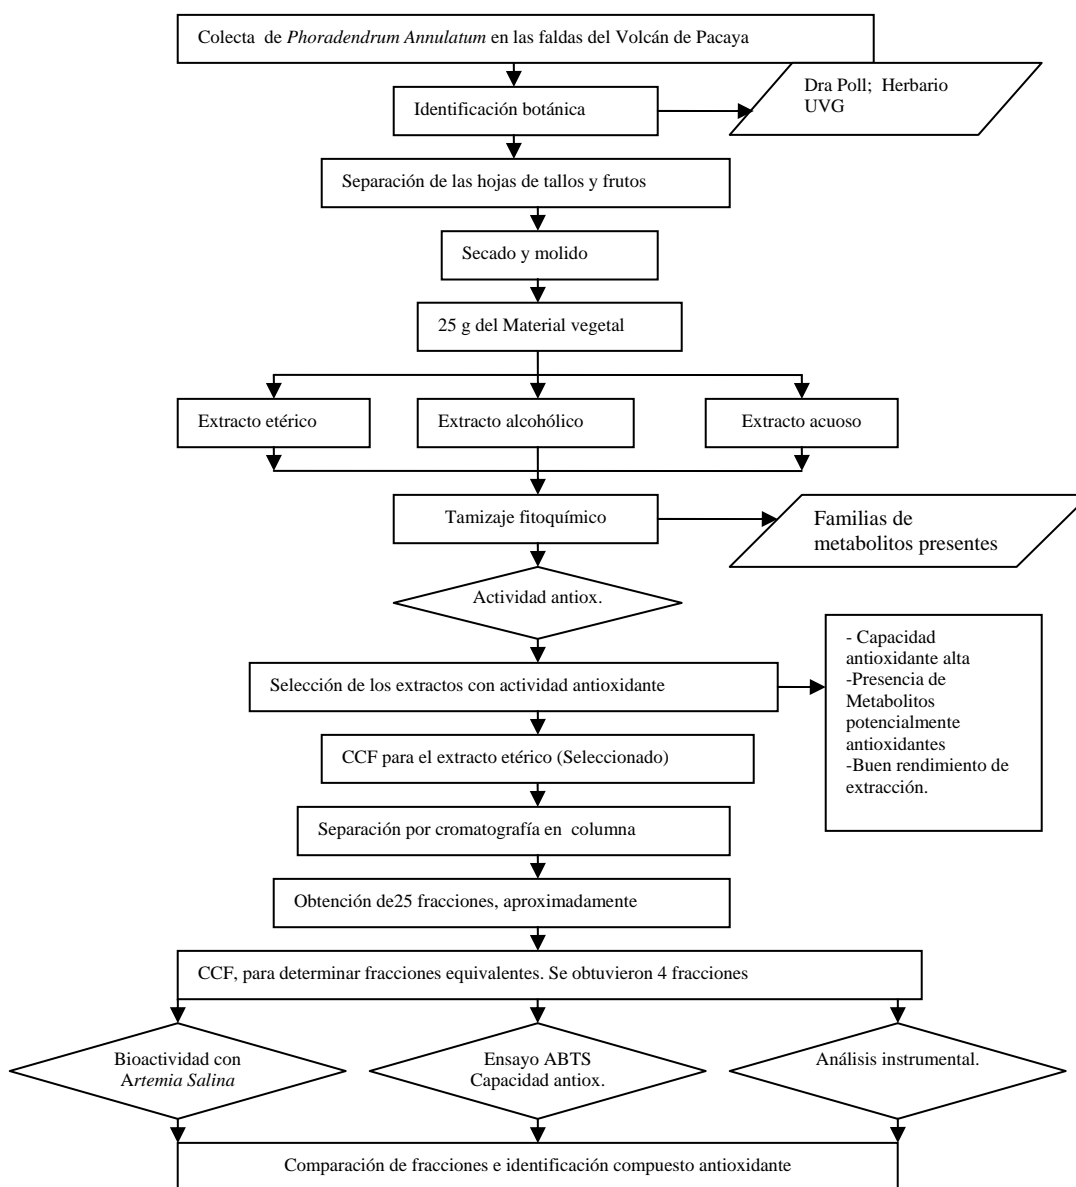 Colecta de Phoradendrum Annulatum en las faldas del Volcán de Pacaya
Dra Poll; Herbario
UVG
Identificación botánica
Separación de las hojas de tallos y frutos
Secado y molido
25 g del Material vegetal
Extracto etérico
Extracto alcohólico
Extracto acuoso
Tamizaje fitoquímico
Familias de
metabolitos presentes
Actividad antiox.
- Capacidad
antioxidante alta
-Presencia de
Metabolitos
potencialmente
antioxidantes
-Buen rendimiento de
extracción.
Selección de los extractos con actividad antioxidante
CCF para el extracto etérico (Seleccionado)
Separación por cromatografía en columna
Obtención de25 fracciones, aproximadamente
CCF, para determinar fracciones equivalentes. Se obtuvieron 4 fracciones
Bioactividad con
Artemia Salina
Ensayo ABTS
Capacidad antiox.
Análisis instrumental.
Comparación de fracciones e identificación compuesto antioxidante